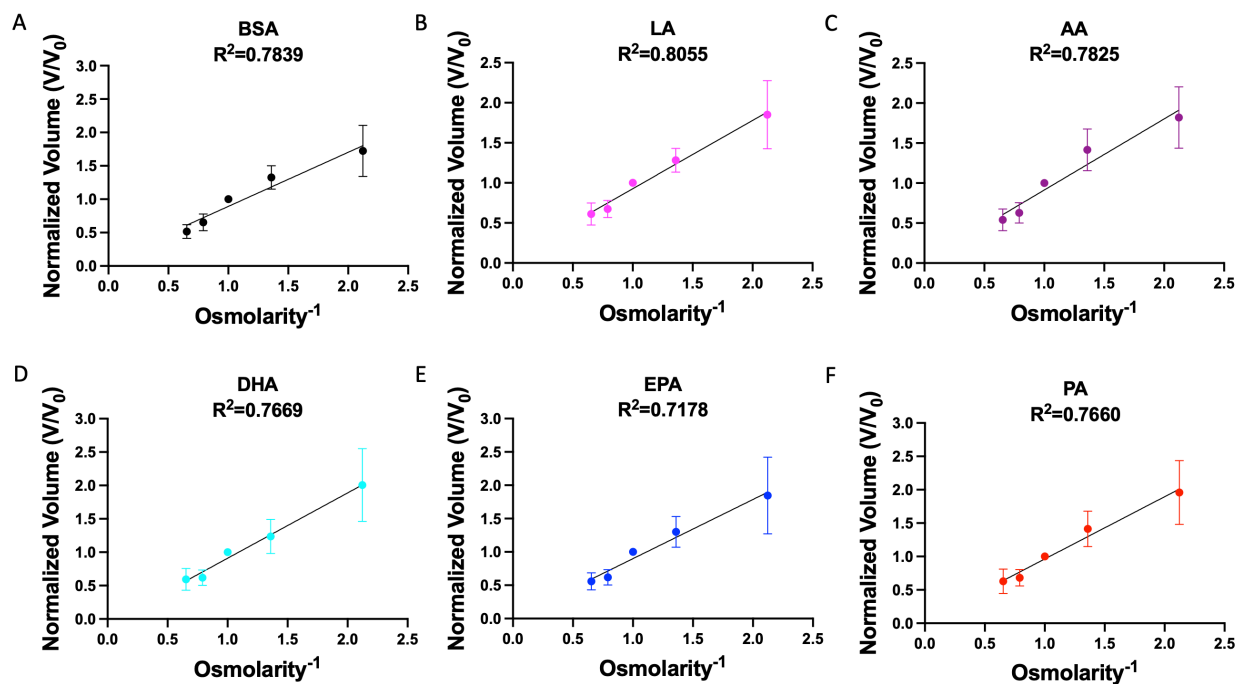 A
BSA
R²=0.7839
Normalized Volume (V/V₀)
3.0
2.5
2.0
1.5
1.0
0.5
0.0
0.0 0.5 1.0 1.5 2.0 2.5
Osmolarity⁻¹
B
LA
R²=0.8055
Normalized Volume (V/V₀)
2.5
2.0
1.5
1.0
0.5
0.0
0.0 0.5 1.0 1.5 2.0 2.5
Osmolarity⁻¹
C
AA
R²=0.7825
Normalized Volume (V/V₀)
2.5
2.0
1.5
1.0
0.5
0.0
0.0 0.5 1.0 1.5 2.0 2.5
Osmolarity⁻¹
D
DHA
R²=0.7669
Normalized Volume (V/V₀)
3.0
2.5
2.0
1.5
1.0
0.5
0.0
0.0 0.5 1.0 1.5 2.0 2.5
Osmolarity⁻¹
E
EPA
R²=0.7178
Normalized Volume (V/V₀)
3.0
2.5
2.0
1.5
1.0
0.5
0.0
0.0 0.5 1.0 1.5 2.0 2.5
Osmolarity⁻¹
F
PA
R²=0.7660
Normalized Volume (V/V₀)
3.0
2.5
2.0
1.5
1.0
0.5
0.0
0.0 0.5 1.0 1.5 2.0 2.5
Osmolarity⁻¹